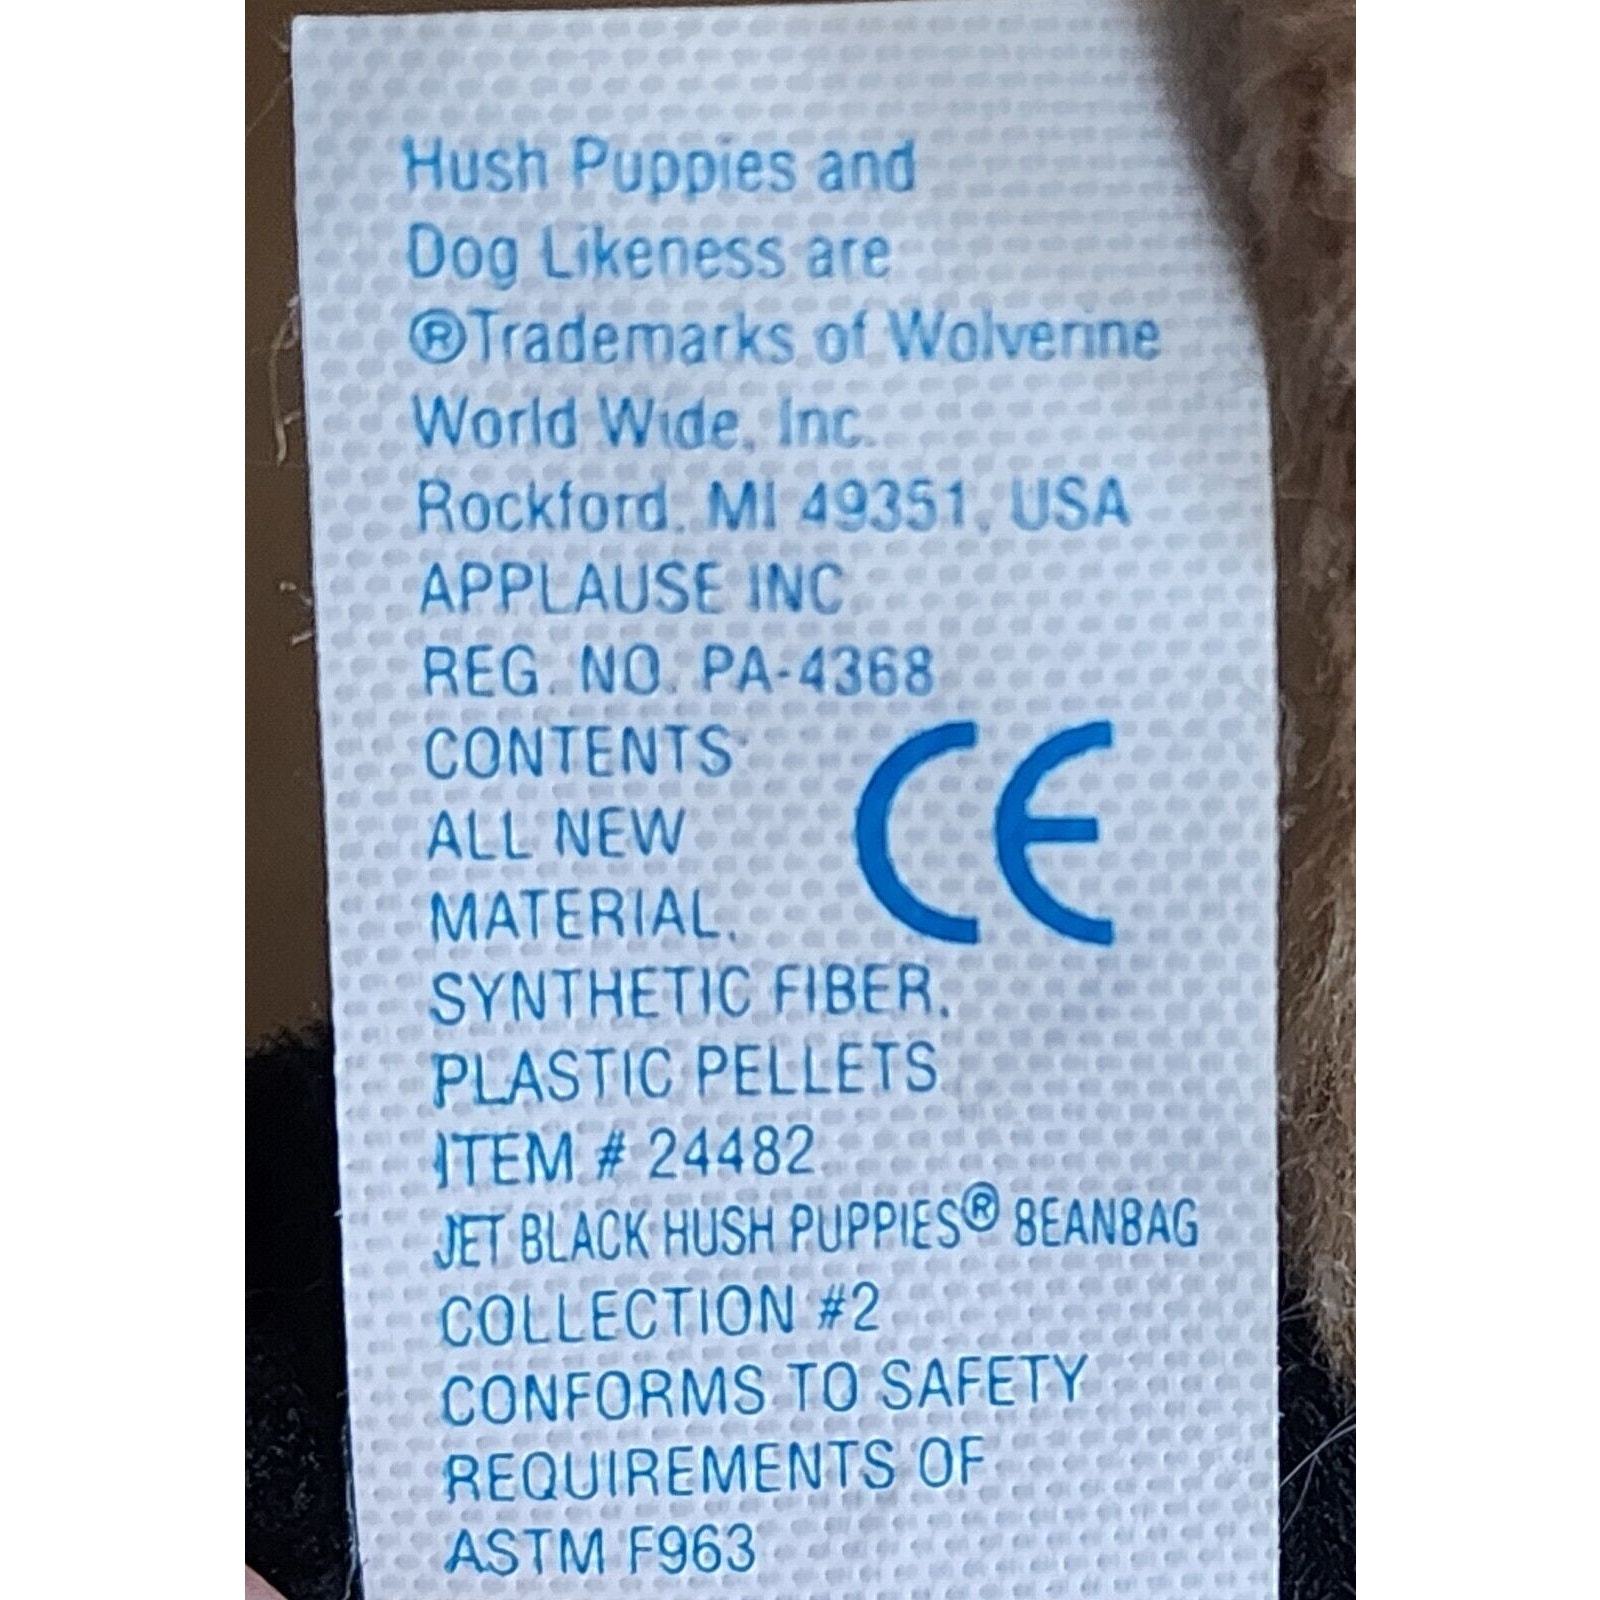 Hush Puppies and
Dog Likeness are
®Trademarks of Wolverine
World Wide, Inc.
Rockford, MI 49351, USA
APPLAUSE INC
REG. NO. PA-4368
CONTENTS:
ALL NEW
MATERIAL.
CE
SYNTHETIC FIBER.
PLASTIC PELLETS
ITEM # 24482
JET BLACK HUSH PUPPIES® BEANBAG
COLLECTION #2
CONFORMS TO SAFETY
REQUIREMENTS OF
ASTM F963